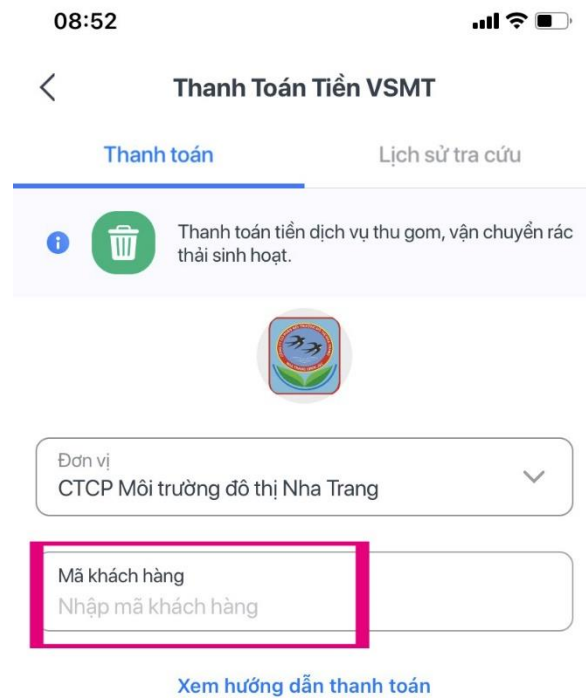 08:52
Thanh Toán Tiền VSMT
Thanh toán
Lịch sử tra cứu
Thanh toán tiền dịch vụ thu gom, vận chuyển rác
thải sinh hoạt.
Đơn vị
CTCP Môi trường đô thị Nha Trang
Mã khách hàng
Nhập mã khách hàng
Xem hướng dẫn thanh toán